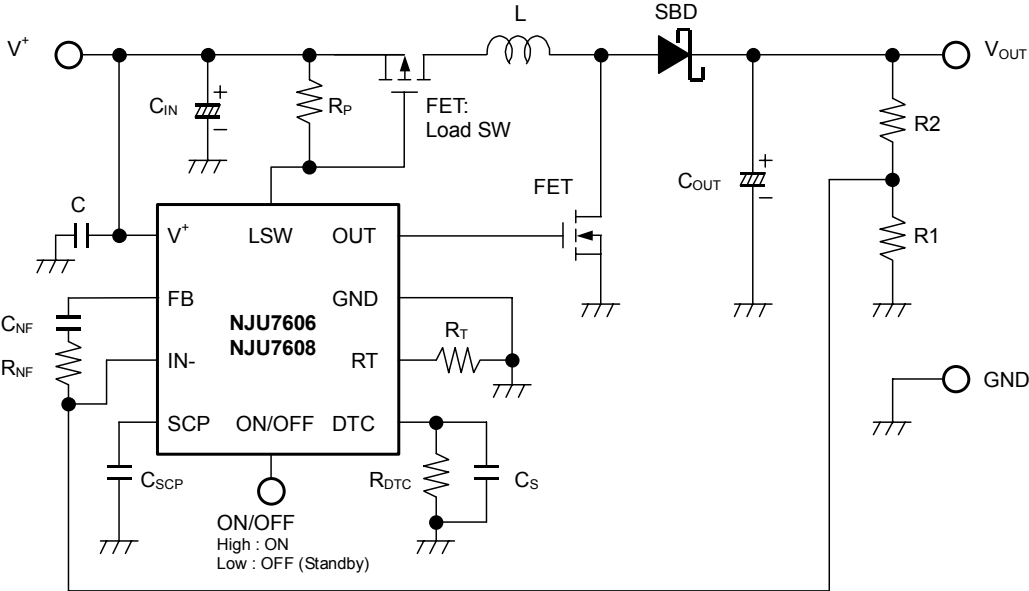 SBD
L
V+
VOUT
CIN
+
–
RP
FET:
Load SW
R2
FET
COUT
+
–
C
V+
LSW
OUT
R1
FB
GND
CNF
NJU7606
NJU7608
RT
RNF
IN-
RT
GND
SCP
ON/OFF
DTC
CSCP
RDTC
CS
ON/OFF
High : ON
Low : OFF (Standby)